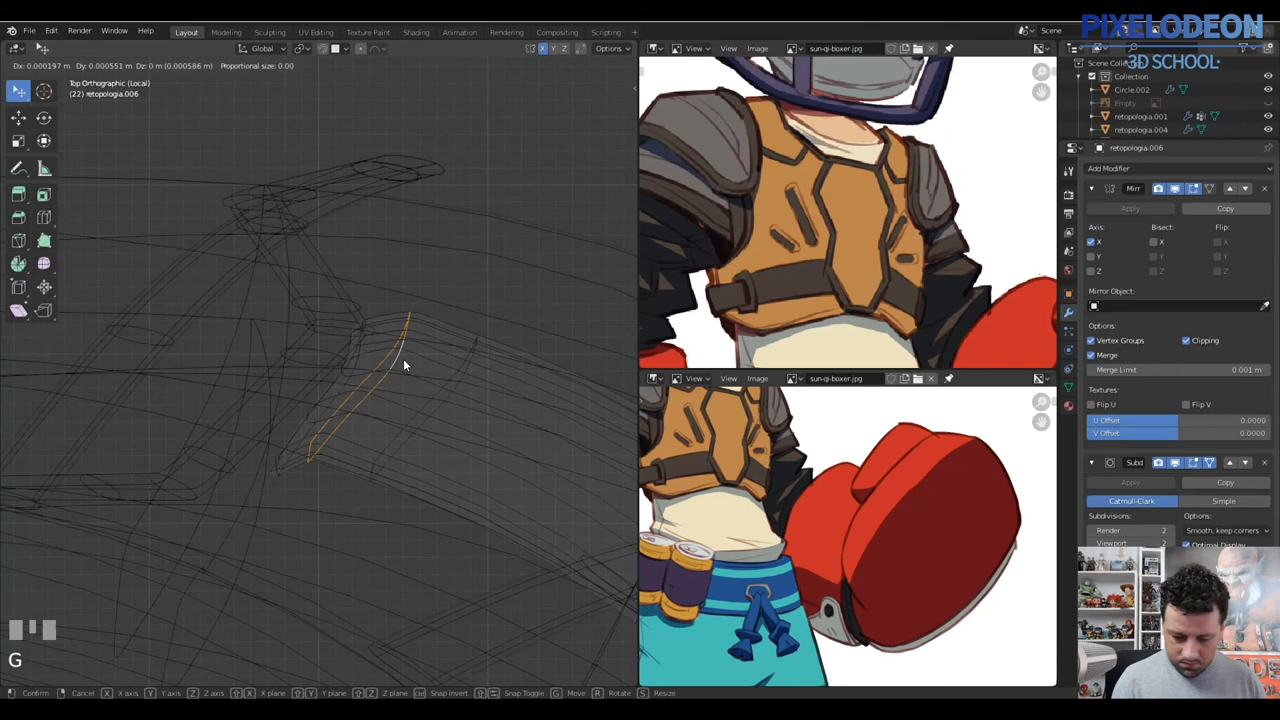 PIXELODEON
3D SCHOOL
File Edit Render Window Help Layout Modeling Sculpting UV Editing Texture Paint Shading Animation Rendering Compositing Scripting + Scene
Global X Y Z Options
View View Image sun-qi-boxer.jpg
Dx: 0.000197 m Dy: 0.000551 m Dz: 0 m (0.000586 m) Proportional size: 0.00
Scene Collection
Top Orthographic (Local)
(22) retopologia.006
Collection
Circle.002
Empty
retopologia.001
retopologia.004
retopologia.006
Add Modifier
Mirr
Apply Copy
Axis: Bisect: Flip:
X X X
Y Y Y
Z Z Z
Mirror Object:
Options:
Vertex Groups Clipping
Merge
Merge Limit 0.001 m
View View Image sun-qi-boxer.jpg
Textures:
Flip U Flip V
U Offset 0.0000
V Offset 0.0000
Subd
Apply Copy
Catmull-Clark Simple
Subdivisions: Options:
Render 2 Smooth, keep corners
Viewport 2 Optimal Display
G
Confirm Cancel X X axis Y Y axis Z Z axis X X plane Y Y plane Z Z plane Snap Invert Snap Toggle G Move R Rotate S Resize